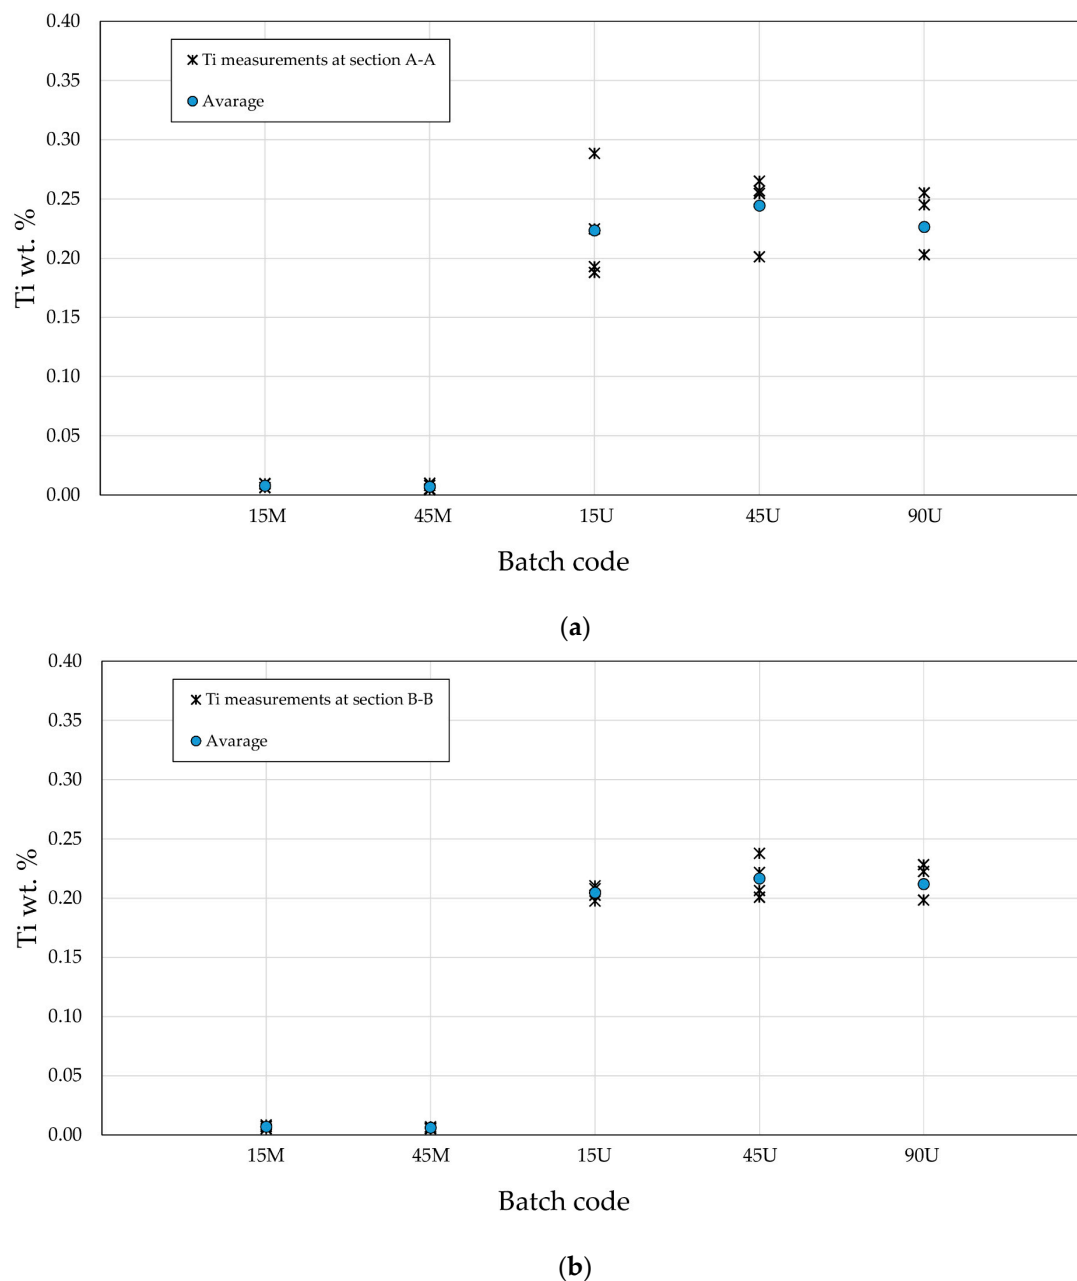 0.40
Ti measurements at section A-A
0.35
Avarage
0.30
0.25
0.20
0.15
0.10
0.05
0.00
Ti wt. %
15M 45M 15U 45U 90U
Batch code
(a)
0.40
Ti measurements at section B-B
0.35
Avarage
0.30
0.25
0.20
0.15
0.10
0.05
0.00
Ti wt. %
15M 45M 15U 45U 90U
Batch code
(b)